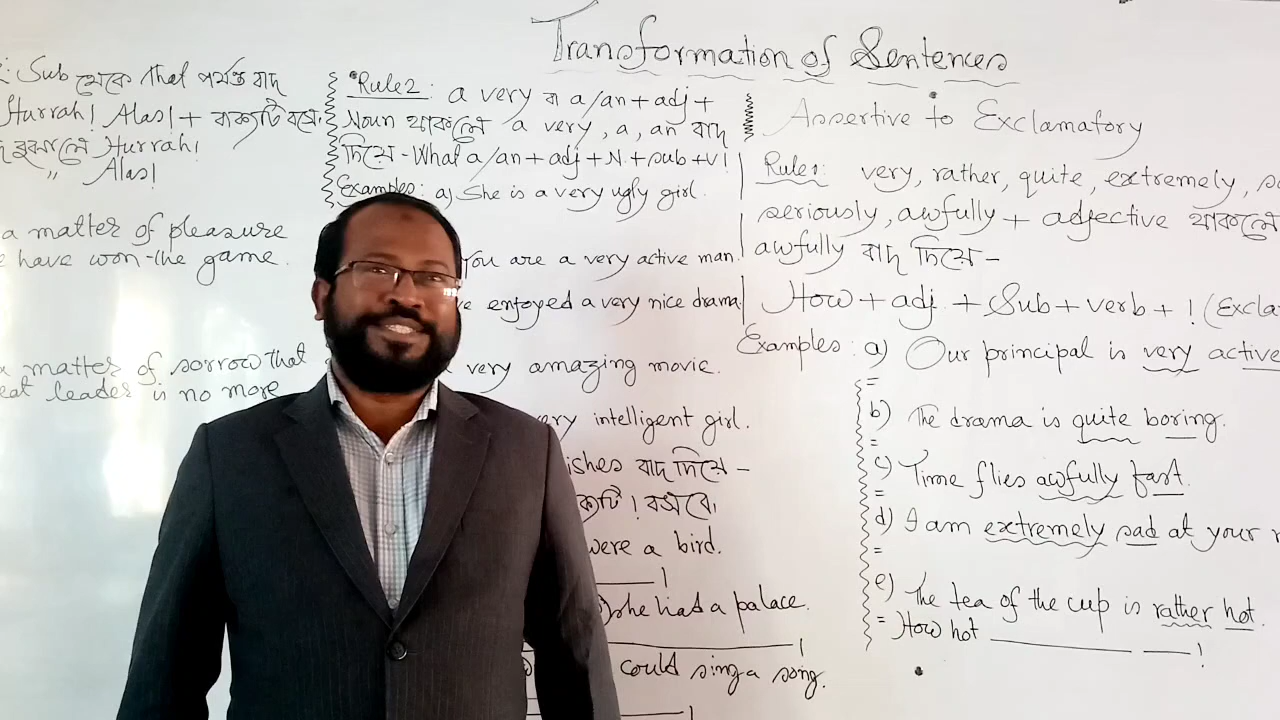 Transformation of Sentences
: Sub থেকে that পর্যন্ত বাদ
Hurrah! Alas! + বাক্যটি বসে।
বুঝালে Hurrah!
" Alas!
a matter of pleasure
have won the game.
matter of sorrow that
leader is no more
Rule 2: a very বা a/an + adj +
Noun থাকলে a very, a, an বাদ
দিয়ে - What a/an + adj + N. + sub + v!
Examples: a) She is a very ugly girl.
You are a very active man.
enjoyed a very nice drama
very amazing movie.
intelligent girl.
বাদ দিয়ে -
! বসবে।
were a bird.
!
she had a palace.
!
could sing a song.
!
Assertive to Exclamatory
Rule 1: very, rather, quite, extremely,
seriously, awfully + adjective থাকলে
awfully বাদ দিয়ে -
How + adj + Sub + verb + ! (
Examples: a) Our principal is very active
=
b) The drama is quite boring.
=
c) Time flies awfully fast.
=
d) I am extremely sad at your
=
e) The tea of the cup is rather hot.
= How hot !